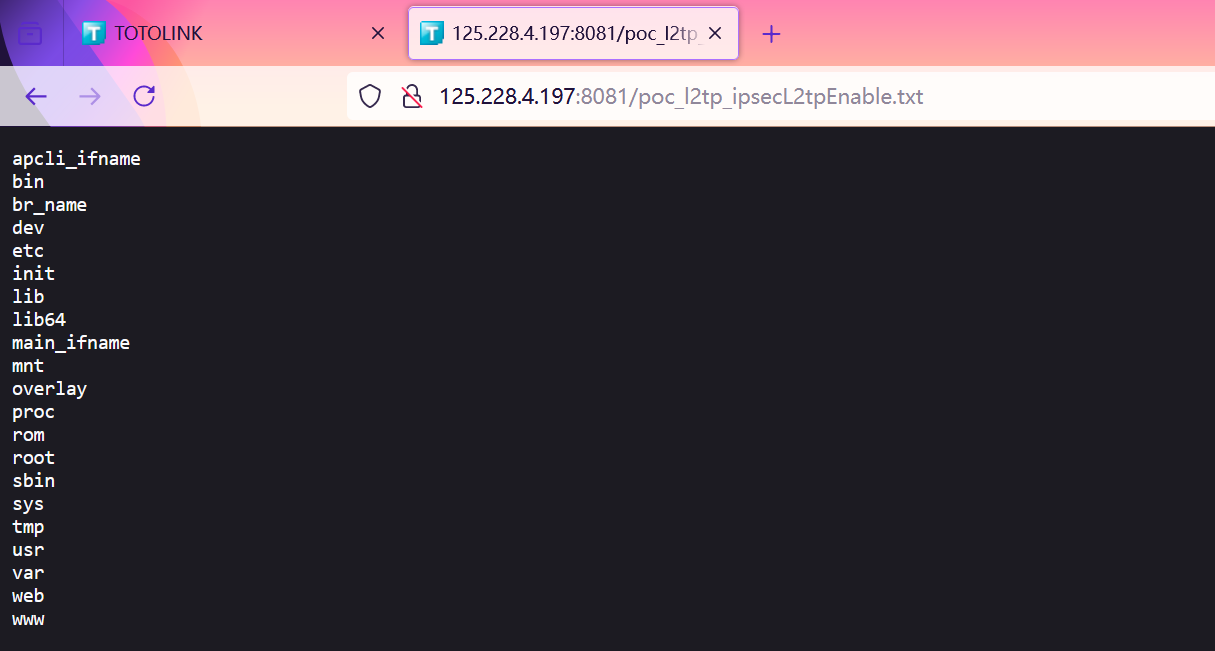 TOTOLINK
125.228.4.197:8081/poc_l2tp_
125.228.4.197:8081/poc_l2tp_ipsecL2tpEnable.txt
apcli_ifname
bin
br_name
dev
etc
init
lib
lib64
main_ifname
mnt
overlay
proc
rom
root
sbin
sys
tmp
usr
var
web
www